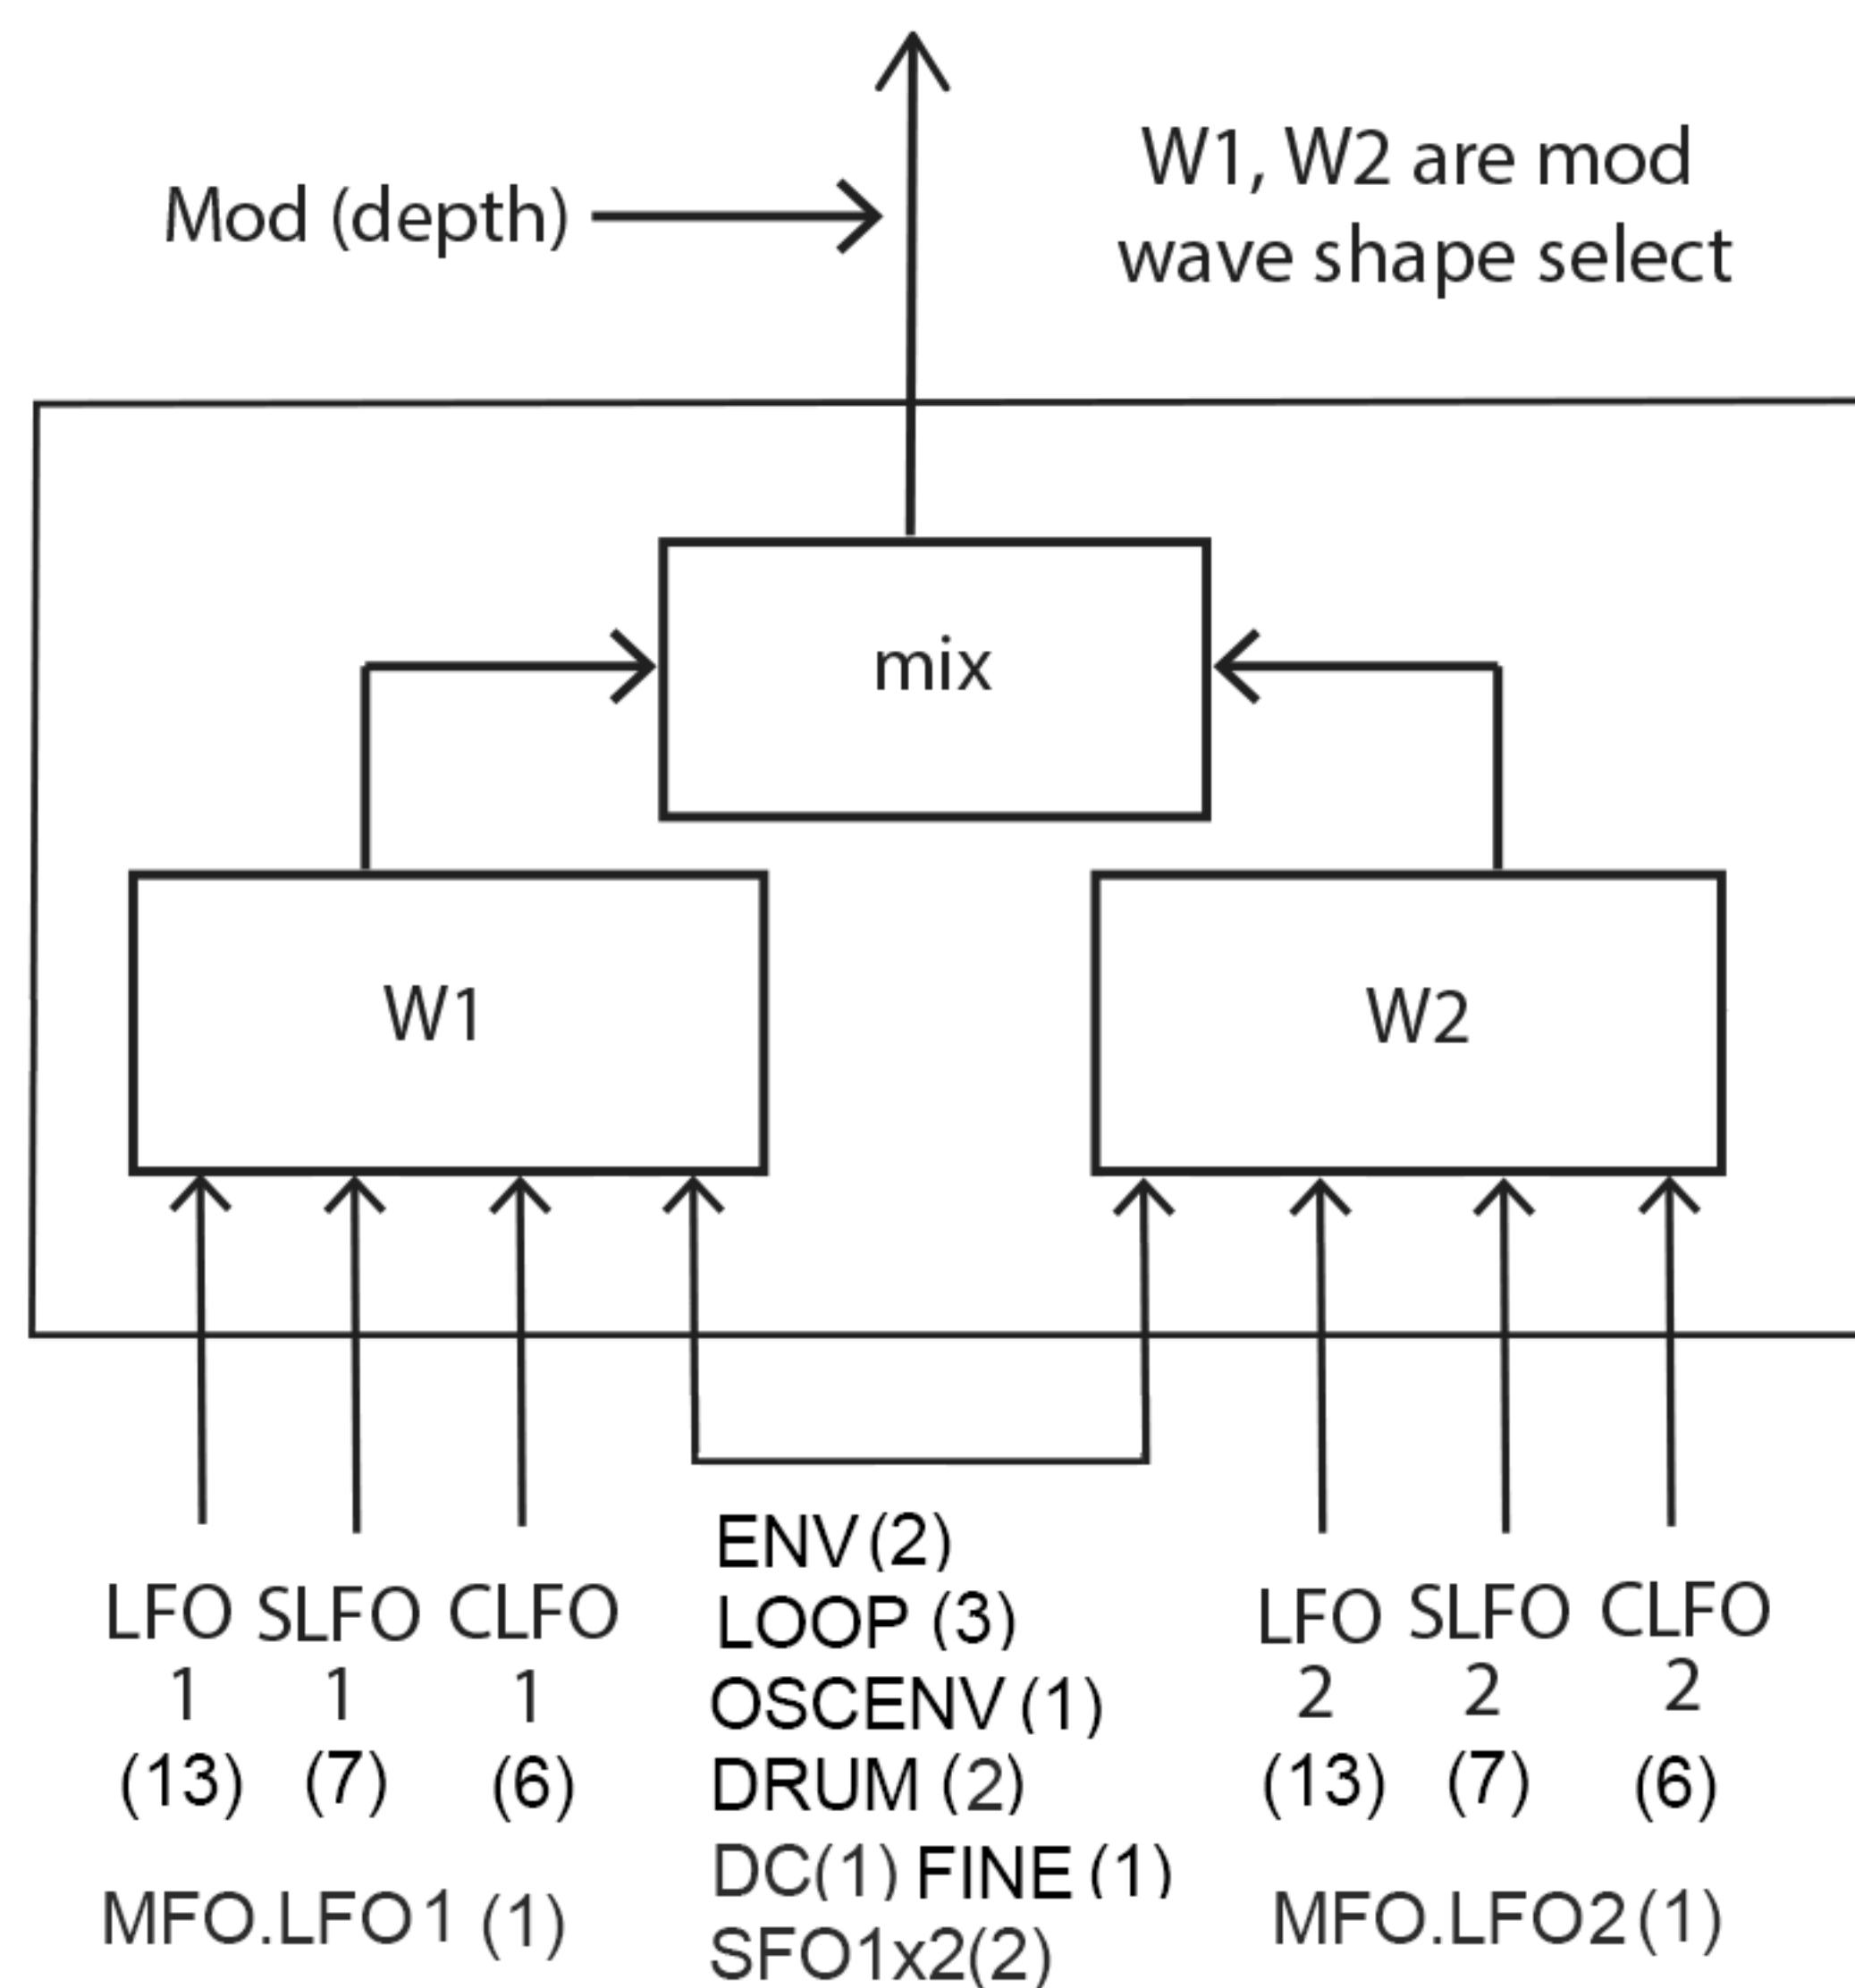 W1, W2 are mod
wave shape select
Mod (depth)
mix
W1
W2
LFO SLFO CLFO
1 1 1
(13) (7) (6)
MFO.LFO1 (1)
ENV (2)
LOOP (3)
OSCENV (1)
DRUM (2)
DC(1) FINE (1)
SFO1x2(2)
LFO SLFO CLFO
2 2 2
(13) (7) (6)
MFO.LFO2 (1)